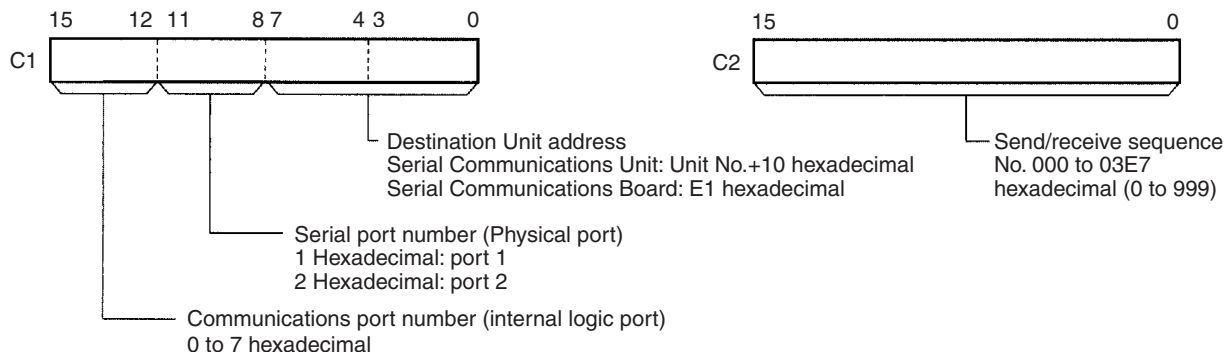 15 12 11 8 7 4 3 0
C1
Destination Unit address
Serial Communications Unit: Unit No.+10 hexadecimal
Serial Communications Board: E1 hexadecimal
Serial port number (Physical port)
1 Hexadecimal: port 1
2 Hexadecimal: port 2
Communications port number (internal logic port)
0 to 7 hexadecimal
15 0
C2
Send/receive sequence
No. 000 to 03E7
hexadecimal (0 to 999)